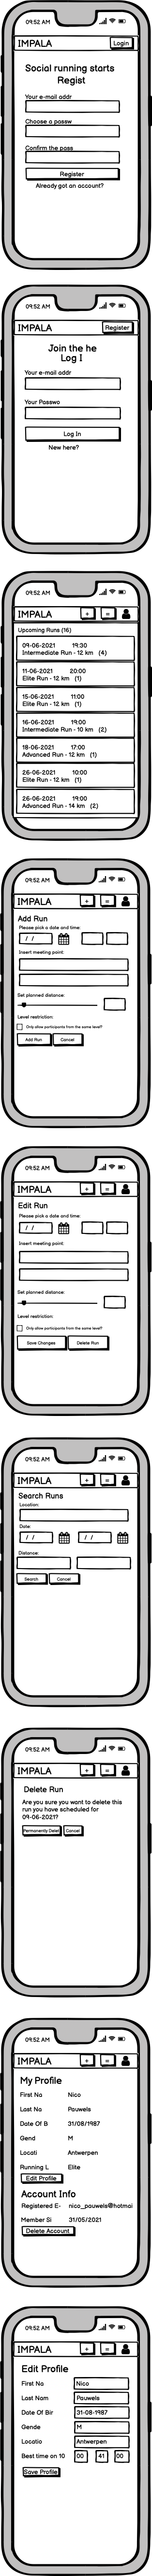 09:52 AM
IMPALA Login
Social running starts
Regist
Your e-mail addr
Choose a passw
Confirm the pass
Register
Already got an account?
09:52 AM
IMPALA Register
Join the he
Log I
Your e-mail addr
Your Passwo
Log In
New here?
09:52 AM
IMPALA + =
Upcoming Runs (16)
09-06-2021 19:30
Intermediate Run - 12 km (4)
11-06-2021 20:00
Elite Run - 12 km (1)
15-06-2021 11:00
Elite Run - 12 km (1)
16-06-2021 19:00
Intermediate Run - 10 km (2)
18-06-2021 17:00
Advanced Run - 12 km (1)
26-06-2021 10:00
Elite Run - 12 km (1)
26-06-2021 19:00
Advanced Run - 14 km (2)
09:52 AM
IMPALA + =
Add Run
Please pick a date and time:
/ /
Insert meeting point:
Set planned distance:
Level restriction:
Only allow participants from the same level?
Add Run Cancel
09:52 AM
IMPALA + =
Edit Run
Please pick a date and time:
/ /
Insert meeting point:
Set planned distance:
Level restriction:
Only allow participants from the same level?
Save Changes Delete Run
09:52 AM
IMPALA + =
Search Runs
Location:
Date:
/ / / /
Distance:
Search Cancel
09:52 AM
IMPALA + =
Delete Run
Are you sure you want to delete this
run you have scheduled for
09-06-2021?
Permanently Delet Cancel
09:52 AM
IMPALA + =
My Profile
First Na Nico
Last Na Pauwels
Date Of B 31/08/1987
Gend M
Locati Antwerpen
Running L Elite
Edit Profile
Account Info
Registered E- nico_pauwels@hotmai
Member Si 31/05/2021
Delete Account
09:52 AM
IMPALA + =
Edit Profile
First Na Nico
Last Nam Pauwels
Date Of Bir 31-08-1987
Gende M
Locatio Antwerpen
Best time on 10 00 41 00
Save Profile